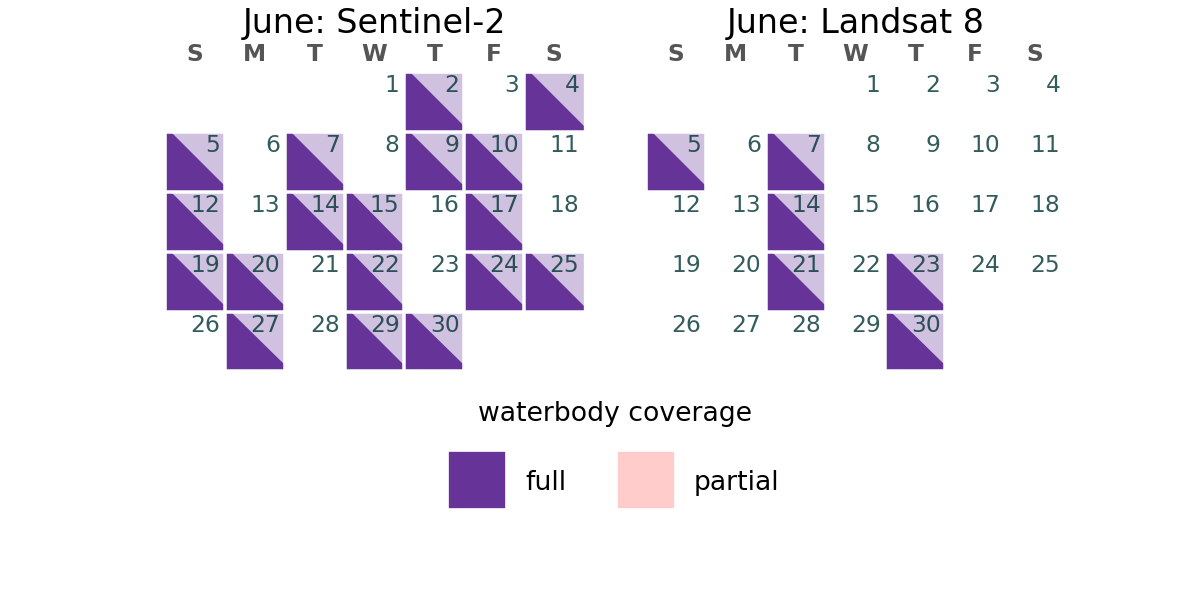 June: Sentinel-2
S M T W T F S
1 2 3 4
5 6 7 8 9 10 11
12 13 14 15 16 17 18
19 20 21 22 23 24 25
26 27 28 29 30
June: Landsat 8
S M T W T F S
1 2 3 4
5 6 7 8 9 10 11
12 13 14 15 16 17 18
19 20 21 22 23 24 25
26 27 28 29 30
waterbody coverage
full
partial